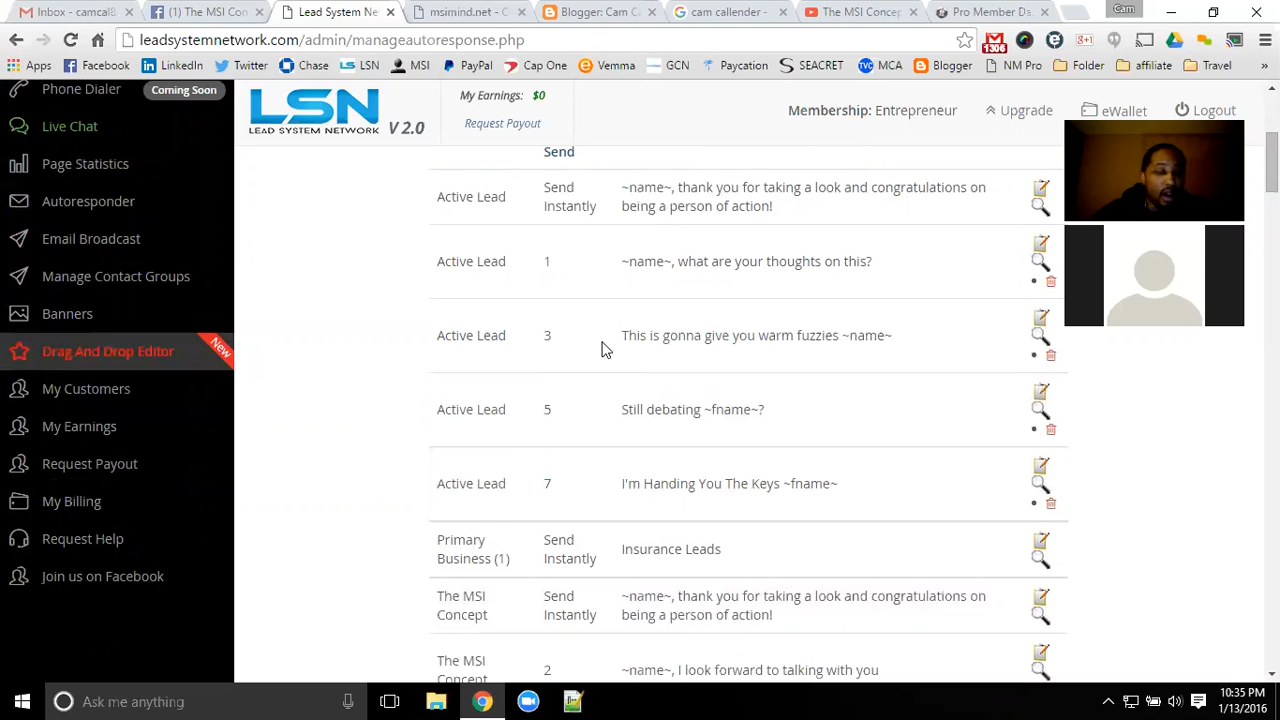 Inbox - camcal8
(1) The MSI Con
Lead System Net
msimind.net - G
Blogger: Cam C
cam callender -
The MSI Concep
Pro Member Da
Cam
leadsystemnetwork.com/admin/manageautoresponse.php
1306
Apps
Facebook
LinkedIn
Twitter
Chase
LSN
MSI
PayPal
Cap One
Vemma
GCN
Paycation
SEACRET
MCA
Blogger
NM Pro
Folder
affiliate
Travel
Phone Dialer
Coming Soon
Live Chat
Page Statistics
Autoresponder
Email Broadcast
Manage Contact Groups
Banners
Drag And Drop Editor
New
My Customers
My Earnings
Request Payout
My Billing
Request Help
Join us on Facebook
LSN
LEAD SYSTEM NETWORK
V 2.0
My Earnings: $0
Request Payout
Membership: Entrepreneur
Upgrade
eWallet
Logout
Send
Active Lead
Send
Instantly
~name~, thank you for taking a look and congratulations on
being a person of action!
Active Lead
1
~name~, what are your thoughts on this?
Active Lead
3
This is gonna give you warm fuzzies ~name~
Active Lead
5
Still debating ~fname~?
Active Lead
7
I'm Handing You The Keys ~fname~
Primary
Business (1)
Send
Instantly
Insurance Leads
The MSI
Concept
Send
Instantly
~name~, thank you for taking a look and congratulations on
being a person of action!
The MSI
Concept
2
~name~, I look forward to talking with you
Ask me anything
10:35 PM
1/13/2016